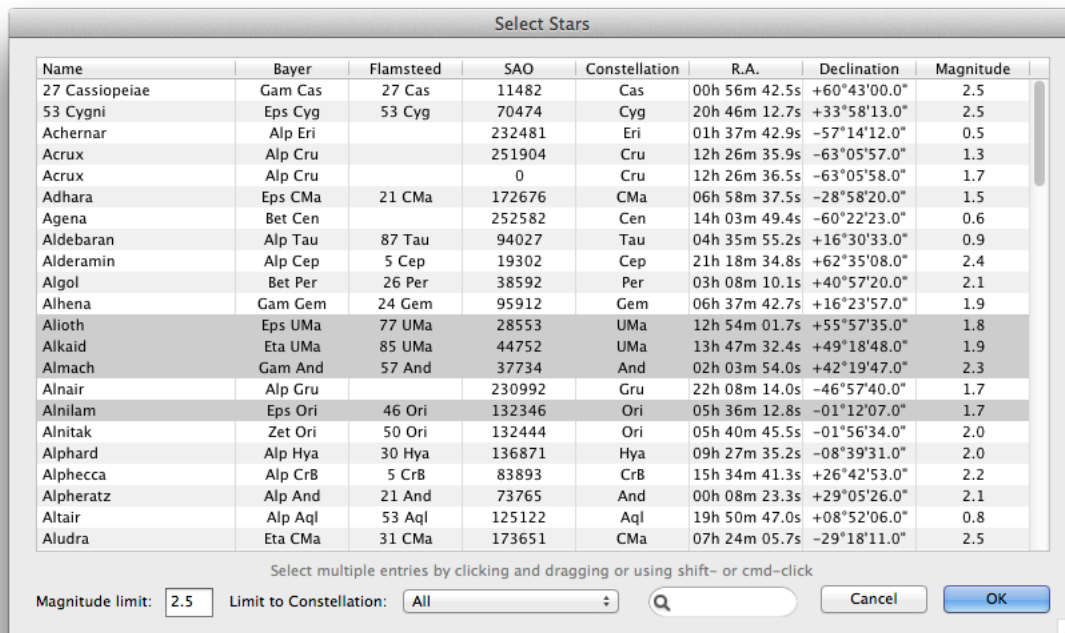 Select Stars
Name Bayer Flamsteed SAO Constellation R.A. Declination Magnitude
27 Cassiopeiae Gam Cas 27 Cas 11482 Cas 00h 56m 42.5s +60°43'00.0" 2.5
53 Cygni Eps Cyg 53 Cyg 70474 Cyg 20h 46m 12.7s +33°58'13.0" 2.5
Achernar Alp Eri 232481 Eri 01h 37m 42.9s −57°14'12.0" 0.5
Acrux Alp Cru 251904 Cru 12h 26m 35.9s −63°05'57.0" 1.3
Acrux Alp Cru 0 Cru 12h 26m 36.5s −63°05'58.0" 1.7
Adhara Eps CMa 21 CMa 172676 CMa 06h 58m 37.5s −28°58'20.0" 1.5
Agena Bet Cen 252582 Cen 14h 03m 49.4s −60°22'23.0" 0.6
Aldebaran Alp Tau 87 Tau 94027 Tau 04h 35m 55.2s +16°30'33.0" 0.9
Alderamin Alp Cep 5 Cep 19302 Cep 21h 18m 34.8s +62°35'08.0" 2.4
Algol Bet Per 26 Per 38592 Per 03h 08m 10.1s +40°57'20.0" 2.1
Alhena Gam Gem 24 Gem 95912 Gem 06h 37m 42.7s +16°23'57.0" 1.9
Alioth Eps UMa 77 UMa 28553 UMa 12h 54m 01.7s +55°57'35.0" 1.8
Alkaid Eta UMa 85 UMa 44752 UMa 13h 47m 32.4s +49°18'48.0" 1.9
Almach Gam And 57 And 37734 And 02h 03m 54.0s +42°19'47.0" 2.3
Alnair Alp Gru 230992 Gru 22h 08m 14.0s −46°57'40.0" 1.7
Alnilam Eps Ori 46 Ori 132346 Ori 05h 36m 12.8s −01°12'07.0" 1.7
Alnitak Zet Ori 50 Ori 132444 Ori 05h 40m 45.5s −01°56'34.0" 2.0
Alphard Alp Hya 30 Hya 136871 Hya 09h 27m 35.2s −08°39'31.0" 2.0
Alphecca Alp CrB 5 CrB 83893 CrB 15h 34m 41.3s +26°42'53.0" 2.2
Alpheratz Alp And 21 And 73765 And 00h 08m 23.3s +29°05'26.0" 2.1
Altair Alp Aql 53 Aql 125122 Aql 19h 50m 47.0s +08°52'06.0" 0.8
Aludra Eta CMa 31 CMa 173651 CMa 07h 24m 05.7s −29°18'11.0" 2.5
Select multiple entries by clicking and dragging or using shift– or cmd–click
Magnitude limit: 2.5 Limit to Constellation: All Cancel OK